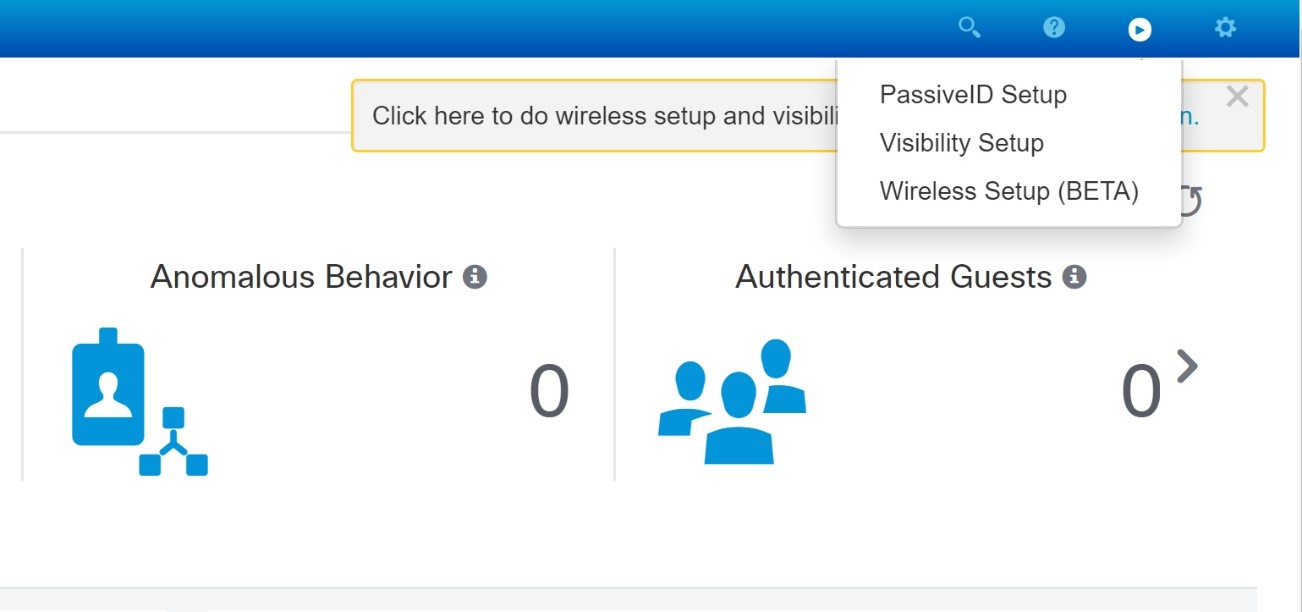 PassiveID Setup
Click here to do wireless setup and visibili n.
Visibility Setup
Wireless Setup (BETA)
Anomalous Behavior
Authenticated Guests
0
0